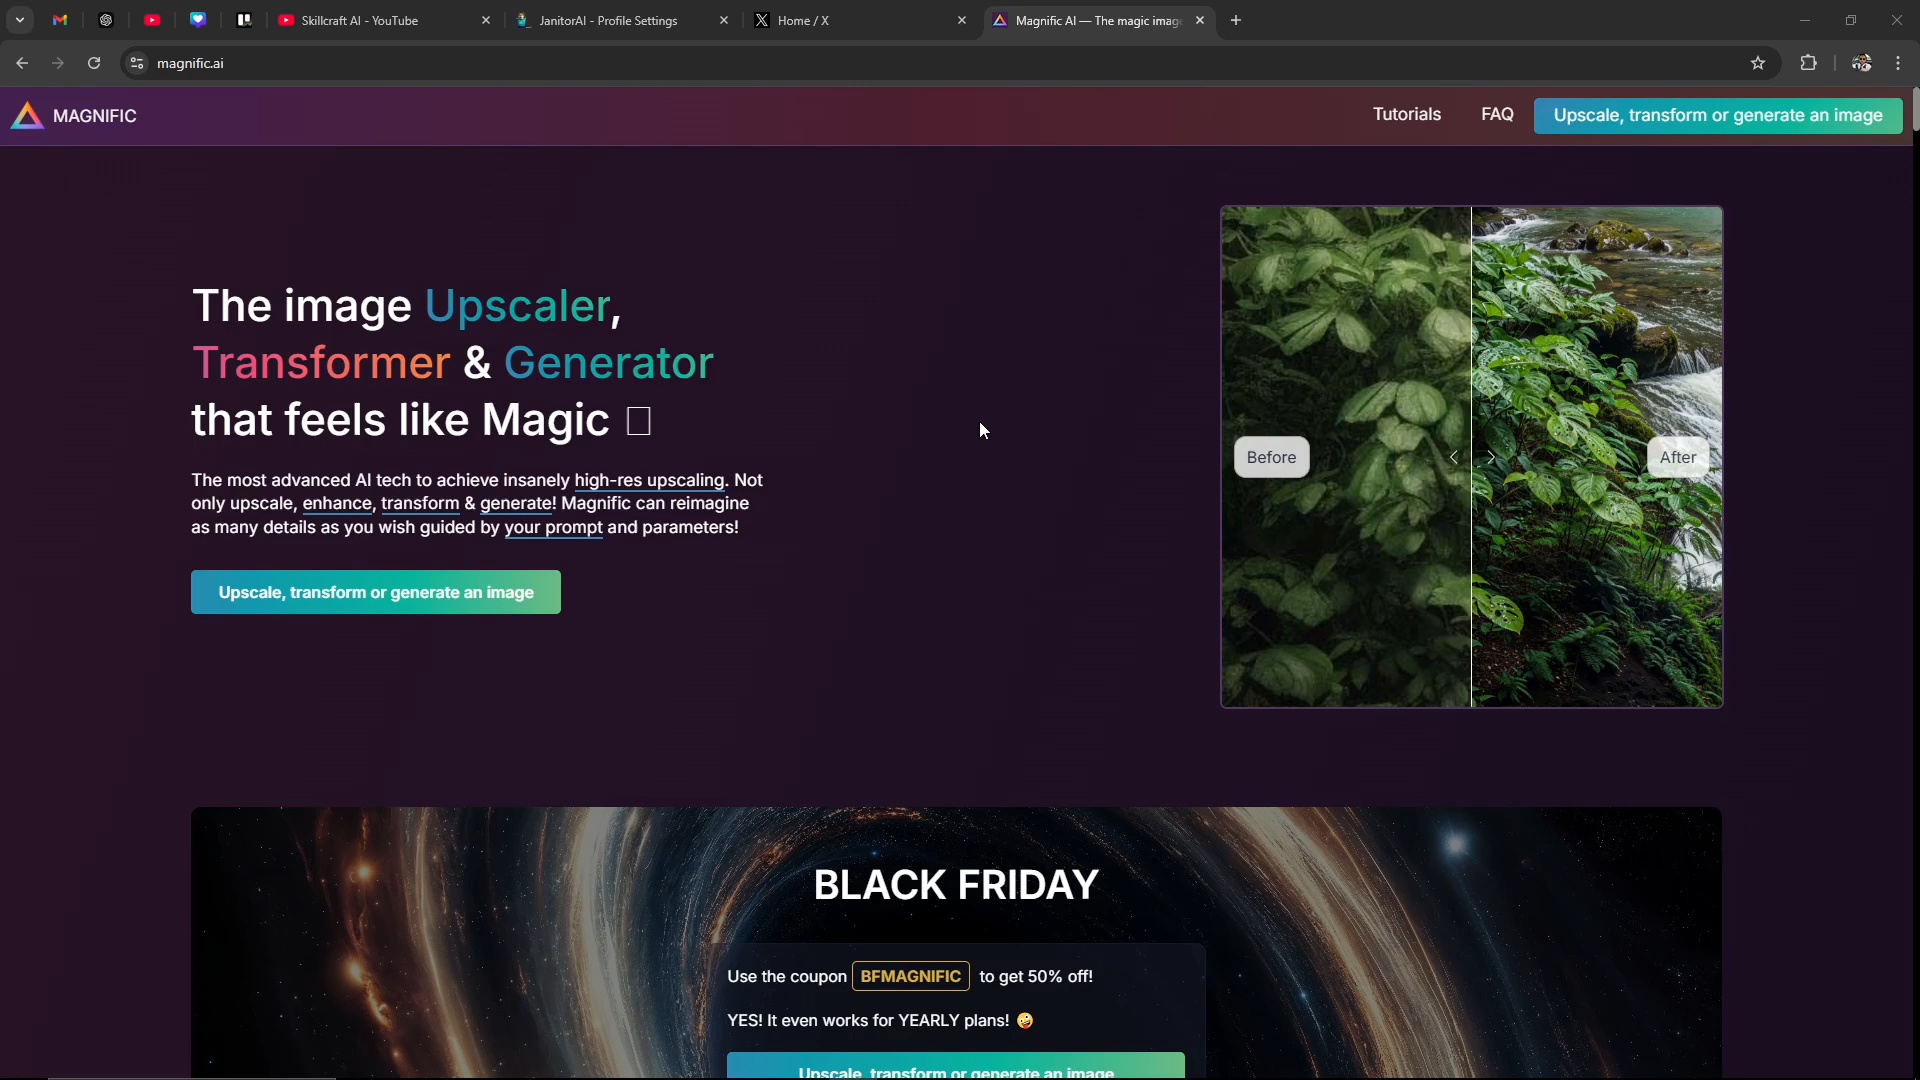 Skillcraft AI - YouTube
JanitorAI - Profile Settings
Home / X
Magnific AI — The magic imag
magnific.ai
MAGNIFIC
Tutorials
FAQ
Upscale, transform or generate an image
The image Upscaler,
Transformer & Generator
that feels like Magic
The most advanced AI tech to achieve insanely high-res upscaling. Not
only upscale, enhance, transform & generate! Magnific can reimagine
as many details as you wish guided by your prompt and parameters!
Upscale, transform or generate an image
Before
After
BLACK FRIDAY
Use the coupon BFMAGNIFIC to get 50% off!
YES! It even works for YEARLY plans! 🤪
Upscale, transform or generate an image